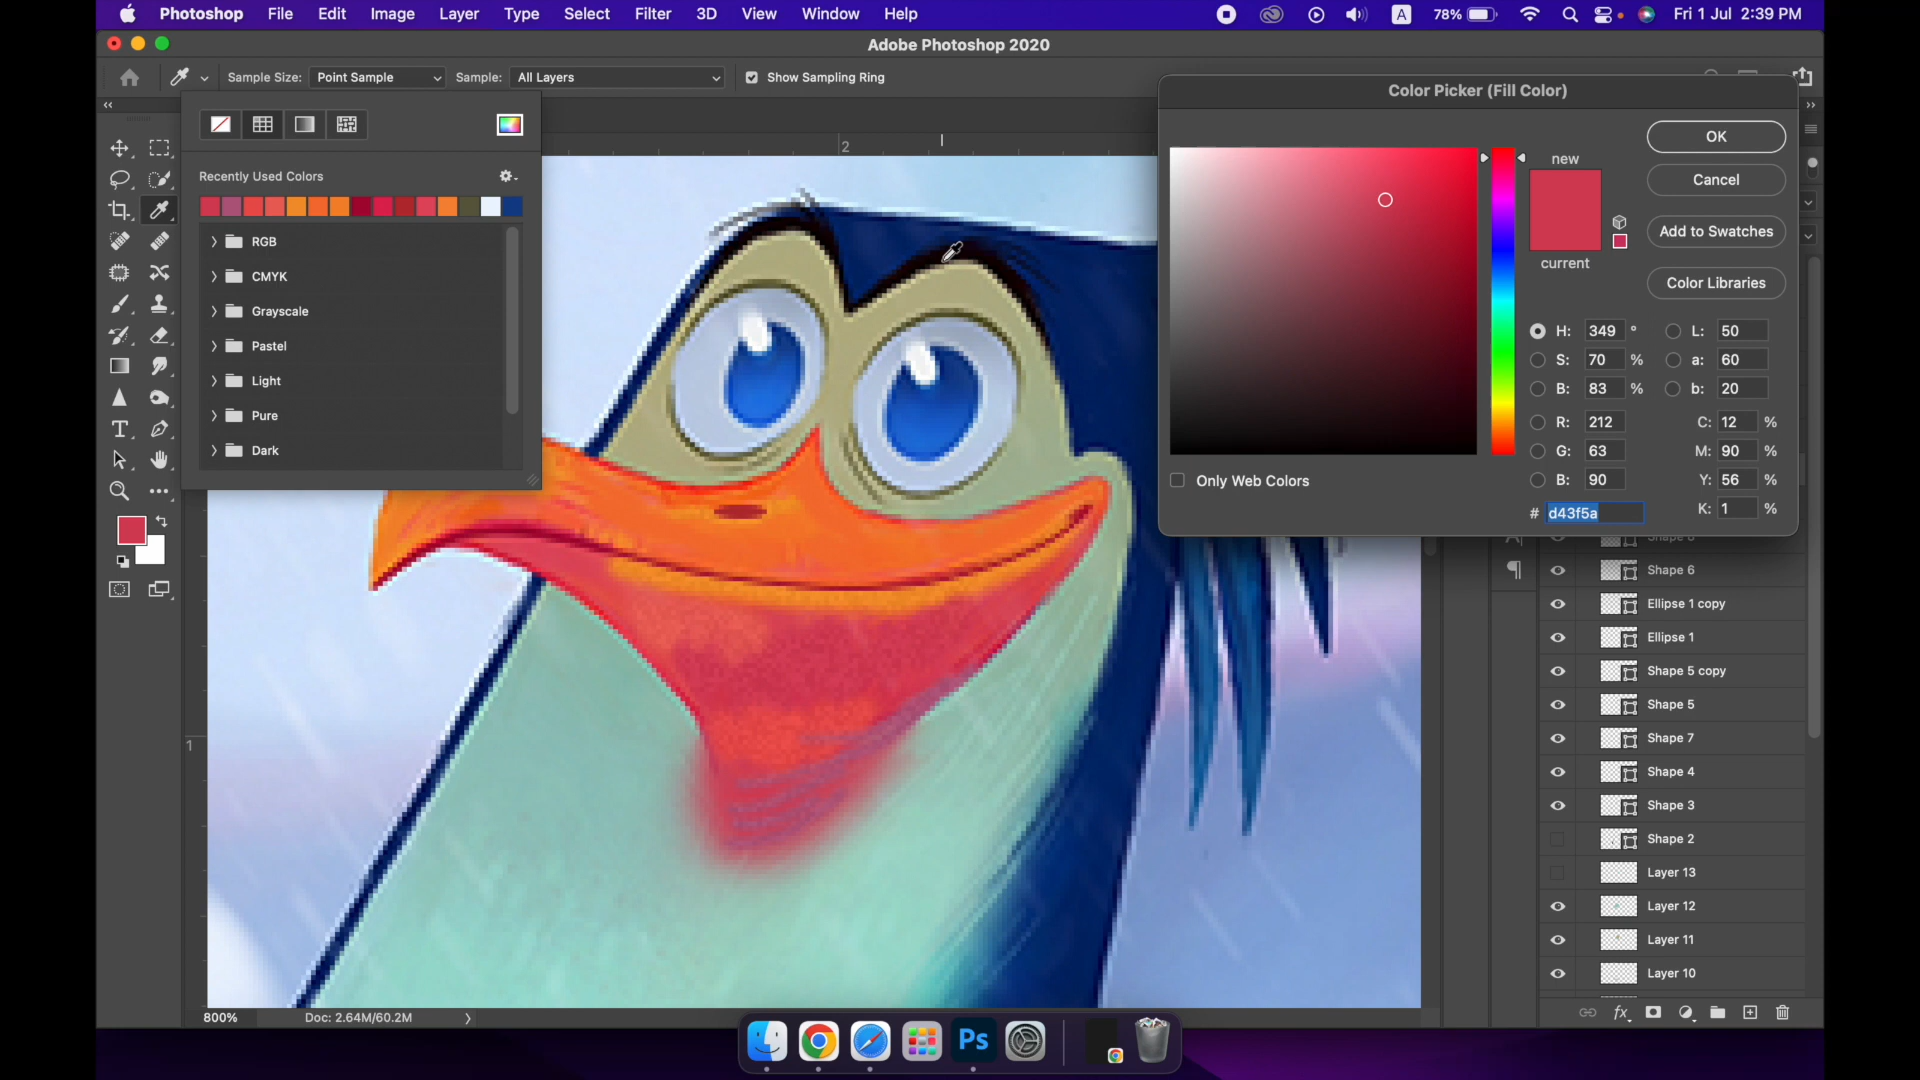 Photoshop File Edit Image Layer Type Select Filter 3D View Window Help A 78% Fri 1 Jul 2:39 PM
Adobe Photoshop 2020
Sample Size: Point Sample Sample: All Layers Show Sampling Ring
Color Picker (Fill Color)
2
OK
new
Cancel
Recently Used Colors
Add to Swatches
RGB
current
CMYK
Color Libraries
Grayscale
H: 349 ° L: 50
Pastel
S: 70 % a: 60
Light
B: 83 % b: 20
Pure
R: 212 C: 12 %
Dark
G: 63 M: 90 %
Only Web Colors
B: 90 Y: 56 %
# d43f5a K: 1 %
Shape 6
Ellipse 1 copy
Ellipse 1
Shape 5 copy
Shape 5
Shape 7
1
Shape 4
Shape 3
Shape 2
Layer 13
Layer 12
Layer 11
Layer 10
800% Doc: 2.64M/60.2M
fx
Ps